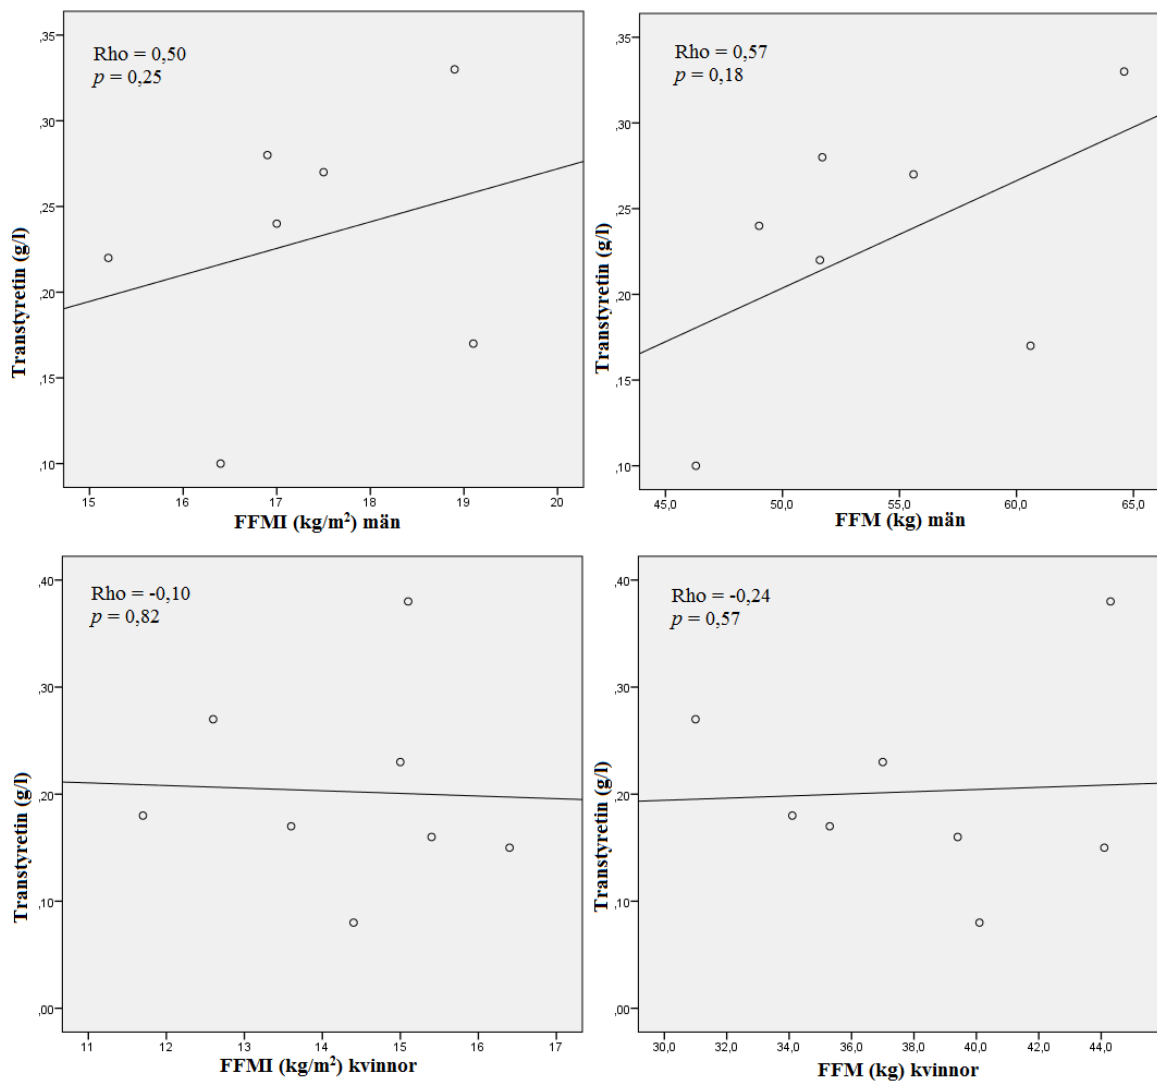 Rho = 0,50
p = 0,25
Transtyretin (g/l)
,35
,30
,25
,20
,15
,10
15 16 17 18 19 20
FFMI (kg/m²) män
Rho = 0,57
p = 0,18
Transtyretin (g/l)
,35
,30
,25
,20
,15
,10
45,0 50,0 55,0 60,0 65,0
FFM (kg) män
Rho = -0,10
p = 0,82
Transtyretin (g/l)
,40
,30
,20
,10
,00
11 12 13 14 15 16 17
FFMI (kg/m²) kvinnor
Rho = -0,24
p = 0,57
Transtyretin (g/l)
,40
,30
,20
,10
,00
30,0 32,0 34,0 36,0 38,0 40,0 42,0 44,0
FFM (kg) kvinnor